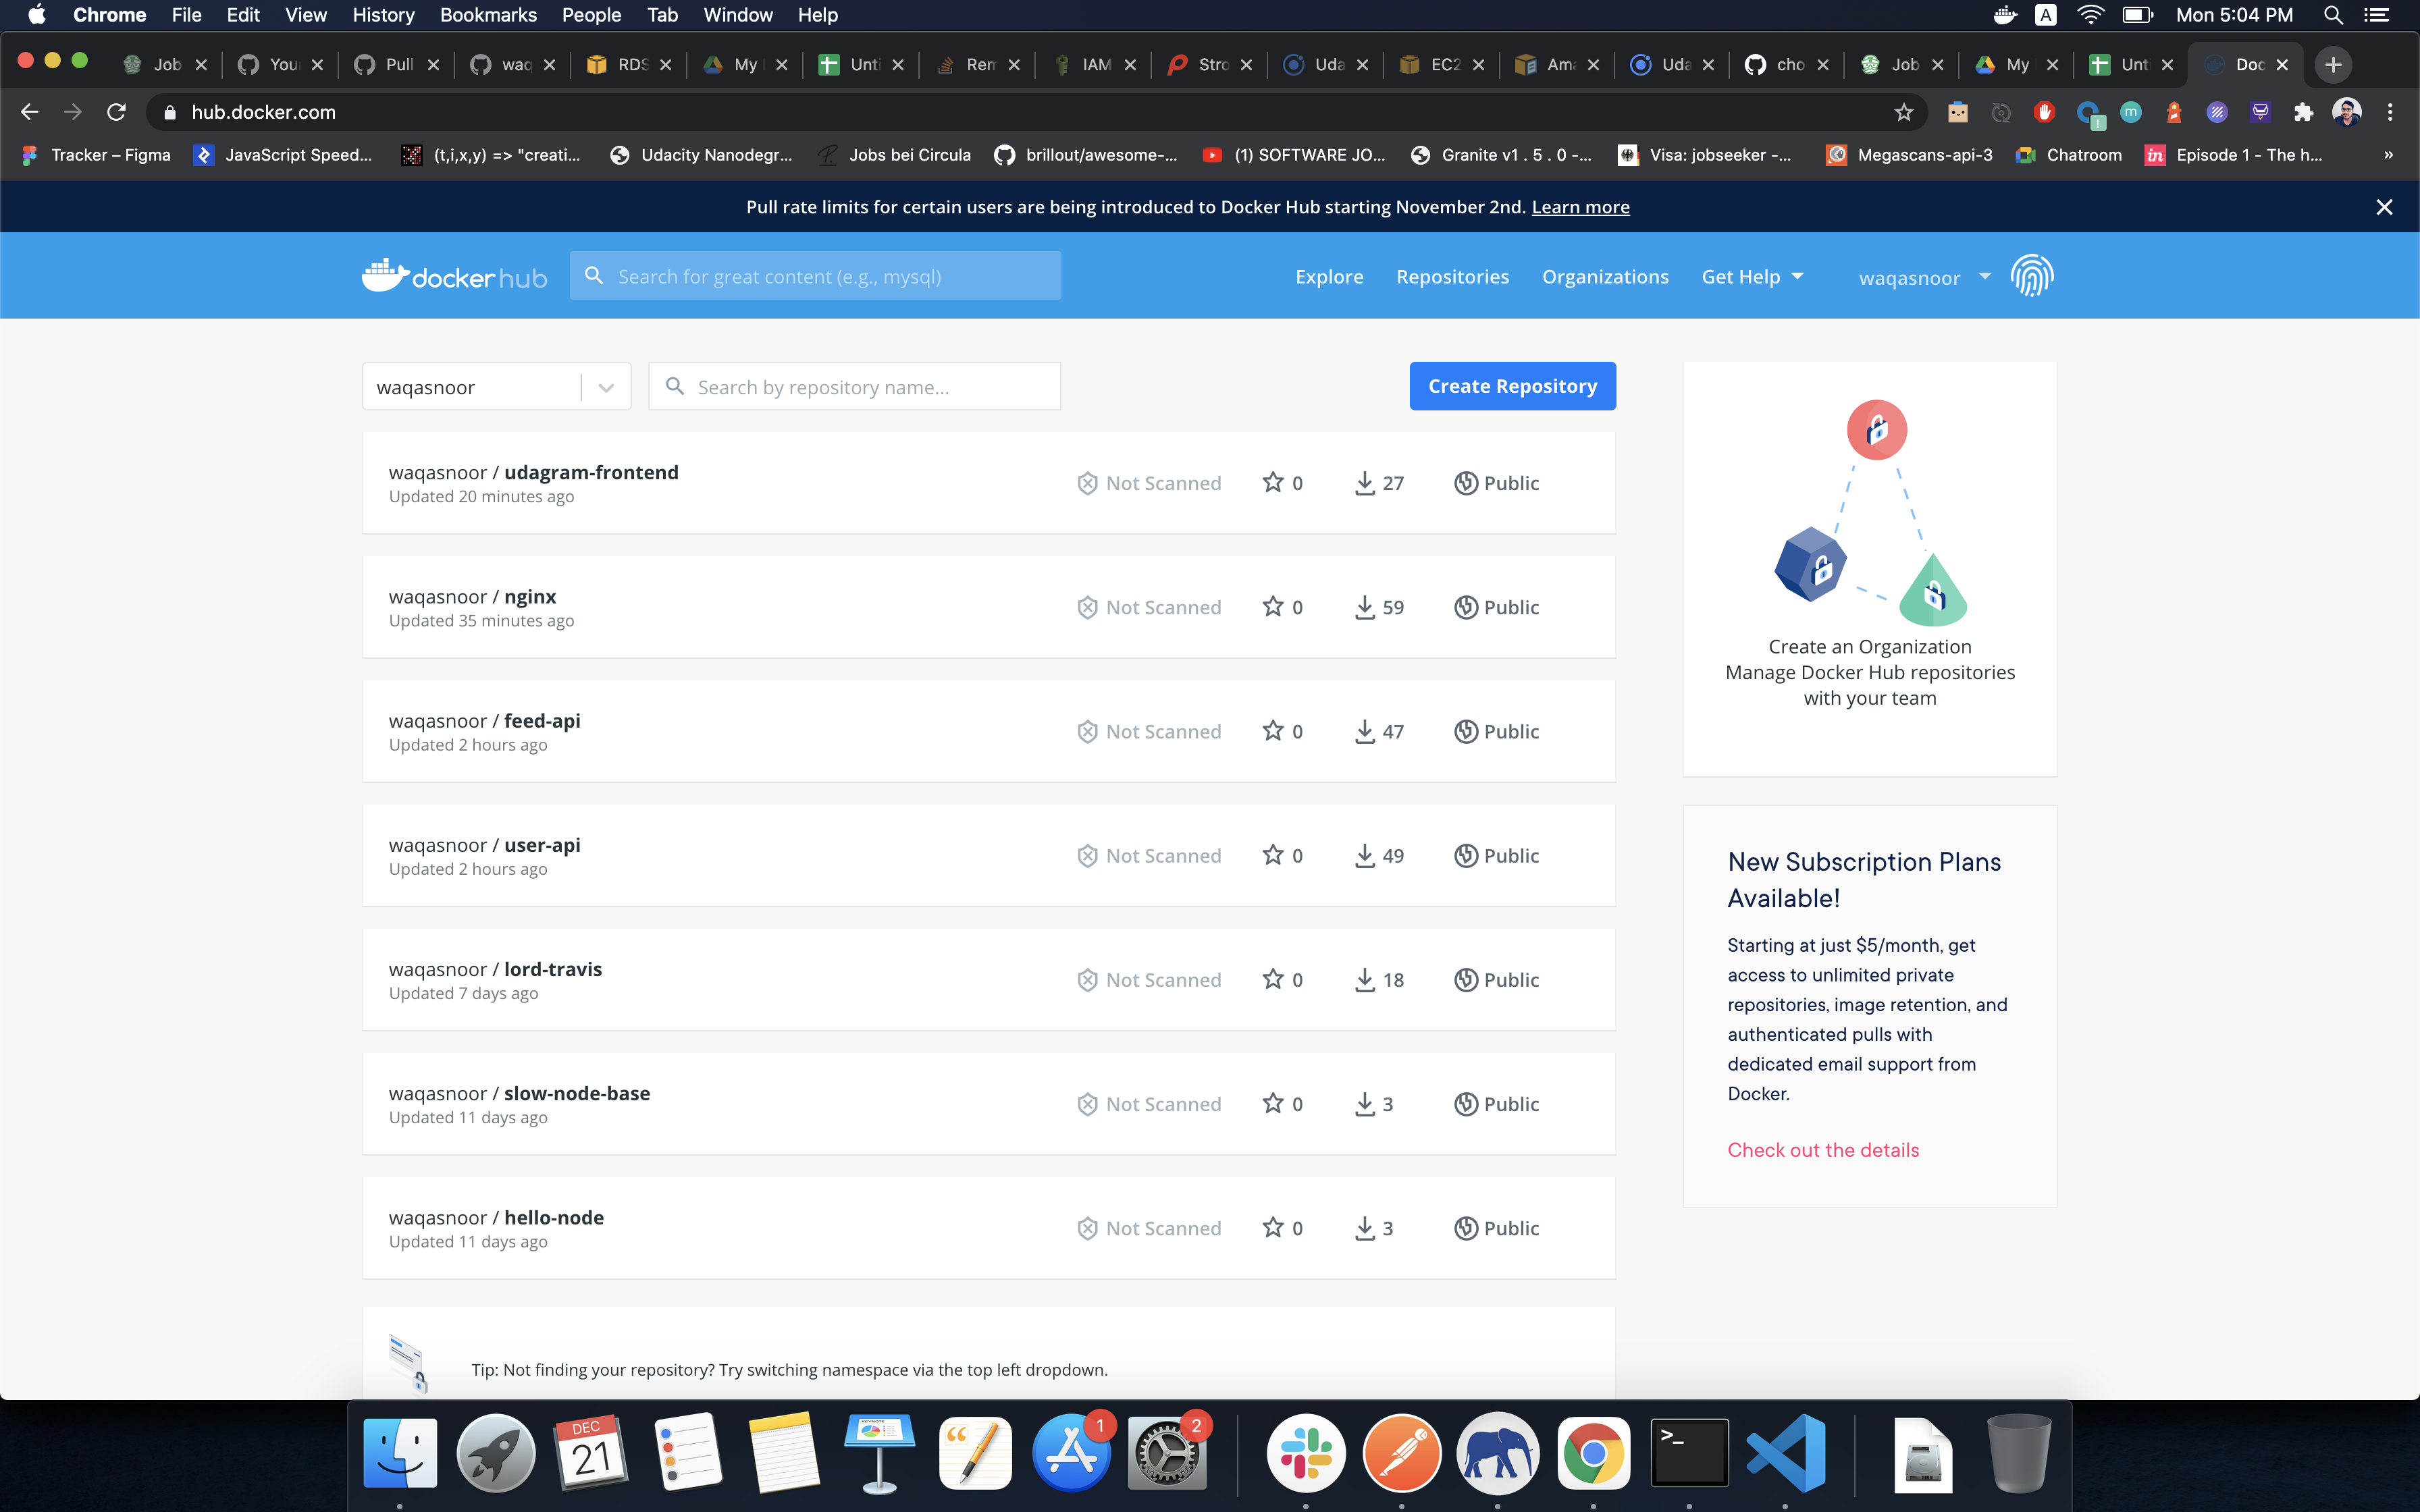 Chrome File Edit View History Bookmarks People Tab Window Help A Mon 5:04 PM
Job You Pull waq RDS My Unti Rem IAM Stro Uda EC2 Ama Uda cho Job My Unti Doc
hub.docker.com
Tracker – Figma JavaScript Speed... (t,i,x,y) => "creati... Udacity Nanodegr... Jobs bei Circula brillout/awesome-... (1) SOFTWARE JO... Granite v1 . 5 . 0 -... Visa: jobseeker -... Megascans-api-3 in Chatroom Episode 1 - The h... »
Pull rate limits for certain users are being introduced to Docker Hub starting November 2nd. Learn more
docker hub Search for great content (e.g., mysql) Explore Repositories Organizations Get Help waqasnoor
waqasnoor Search by repository name... Create Repository
waqasnoor / udagram-frontend
Updated 20 minutes ago
Not Scanned 0 27 Public
waqasnoor / nginx
Updated 35 minutes ago
Not Scanned 0 59 Public
waqasnoor / feed-api
Updated 2 hours ago
Not Scanned 0 47 Public
waqasnoor / user-api
Updated 2 hours ago
Not Scanned 0 49 Public
waqasnoor / lord-travis
Updated 7 days ago
Not Scanned 0 18 Public
waqasnoor / slow-node-base
Updated 11 days ago
Not Scanned 0 3 Public
waqasnoor / hello-node
Updated 11 days ago
Not Scanned 0 3 Public
Tip: Not finding your repository? Try switching namespace via the top left dropdown.
Create an Organization
Manage Docker Hub repositories
with your team
New Subscription Plans
Available!
Starting at just $5/month, get
access to unlimited private
repositories, image retention, and
authenticated pulls with
dedicated email support from
Docker.
Check out the details
DEC
21
KEYNOTE
1
2
>_